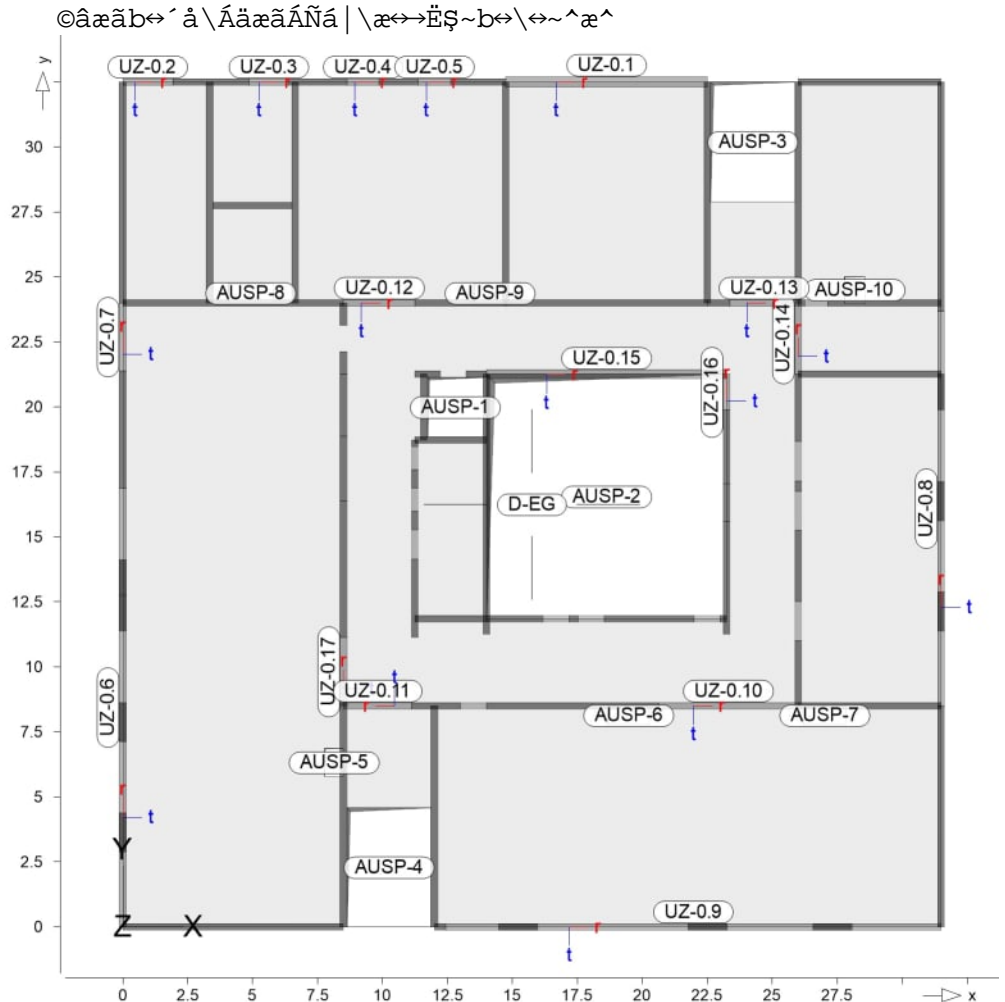 ©âæãb↔´å\ÁäæãÁÑá|\æ↔→ËŞ~b↔\↔~^æ^
y
UZ-0.2 UZ-0.3 UZ-0.4 UZ-0.5 UZ-0.1
r r r r r
t t t t t
30 AUSP-3
27.5
25
AUSP-8 UZ-0.12 AUSP-9 UZ-0.13 AUSP-10
r r
t t
UZ-0.7 r UZ-0.14 r
22.5 t t
UZ-0.15 r UZ-0.16 r
20 AUSP-1 t t
17.5
D-EG AUSP-2 UZ-0.8
15
12.5 r t
10 UZ-0.17 r
t
UZ-0.11 UZ-0.10
r r
UZ-0.6 AUSP-6 AUSP-7
7.5 t
AUSP-5
5 r
t
Y
2.5 AUSP-4
UZ-0.9
0 Z X r
t
0 2.5 5 7.5 10 12.5 15 17.5 20 22.5 25 27.5 x